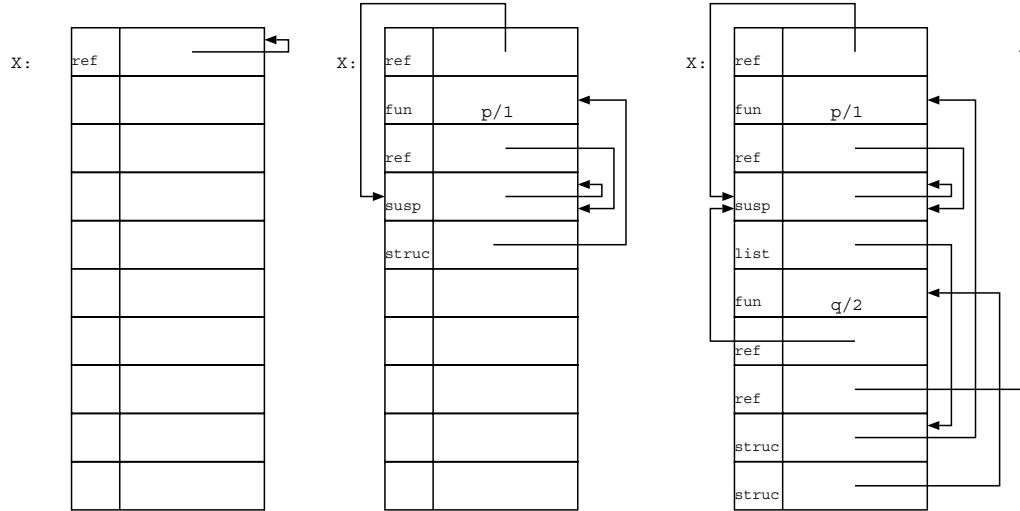 X:
ref
X:
ref
fun p/1
ref
susp
struc
X:
ref
fun p/1
ref
susp
list
fun q/2
ref
ref
struc
struc